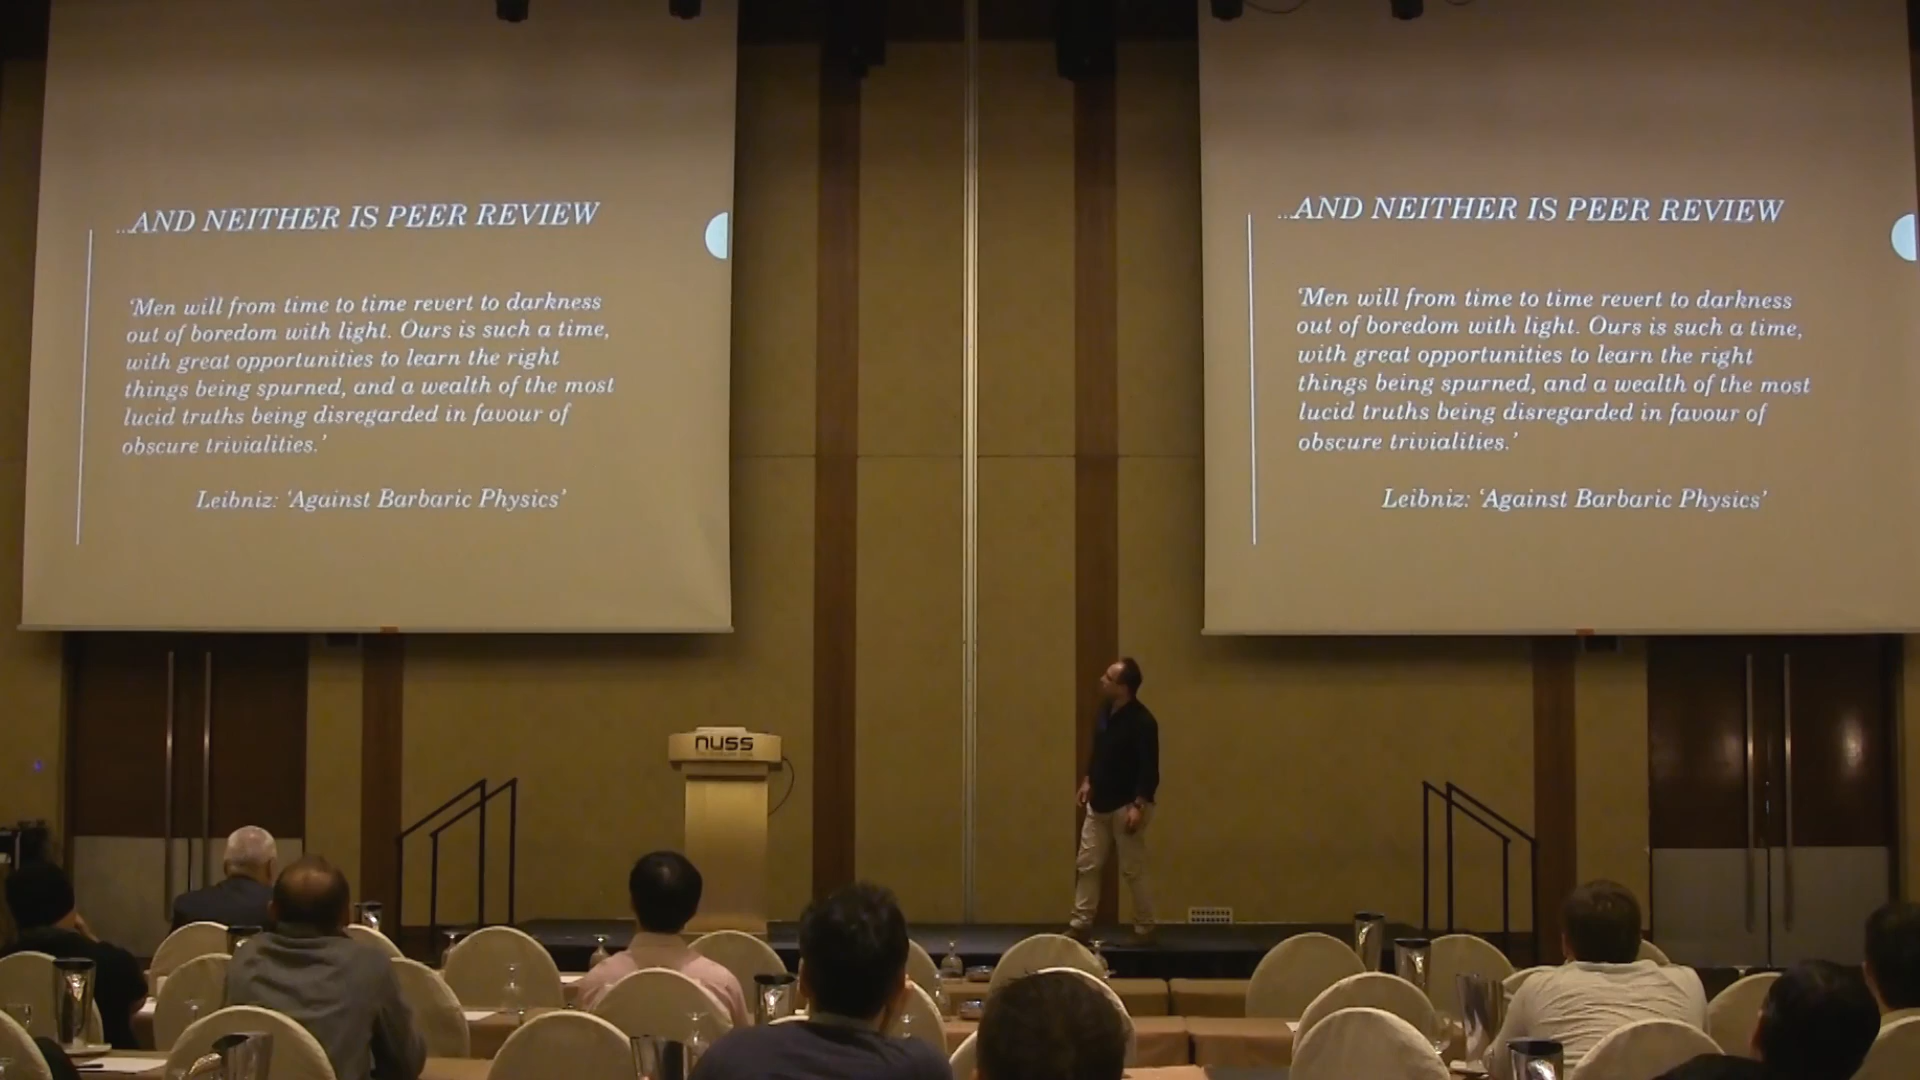 ...AND NEITHER IS PEER REVIEW
‘Men will from time to time revert to darkness
out of boredom with light. Ours is such a time,
with great opportunities to learn the right
things being spurned, and a wealth of the most
lucid truths being disregarded in favour of
obscure trivialities.’
Leibniz: ‘Against Barbaric Physics’
...AND NEITHER IS PEER REVIEW
‘Men will from time to time revert to darkness
out of boredom with light. Ours is such a time,
with great opportunities to learn the right
things being spurned, and a wealth of the most
lucid truths being disregarded in favour of
obscure trivialities.’
Leibniz: ‘Against Barbaric Physics’
nuss